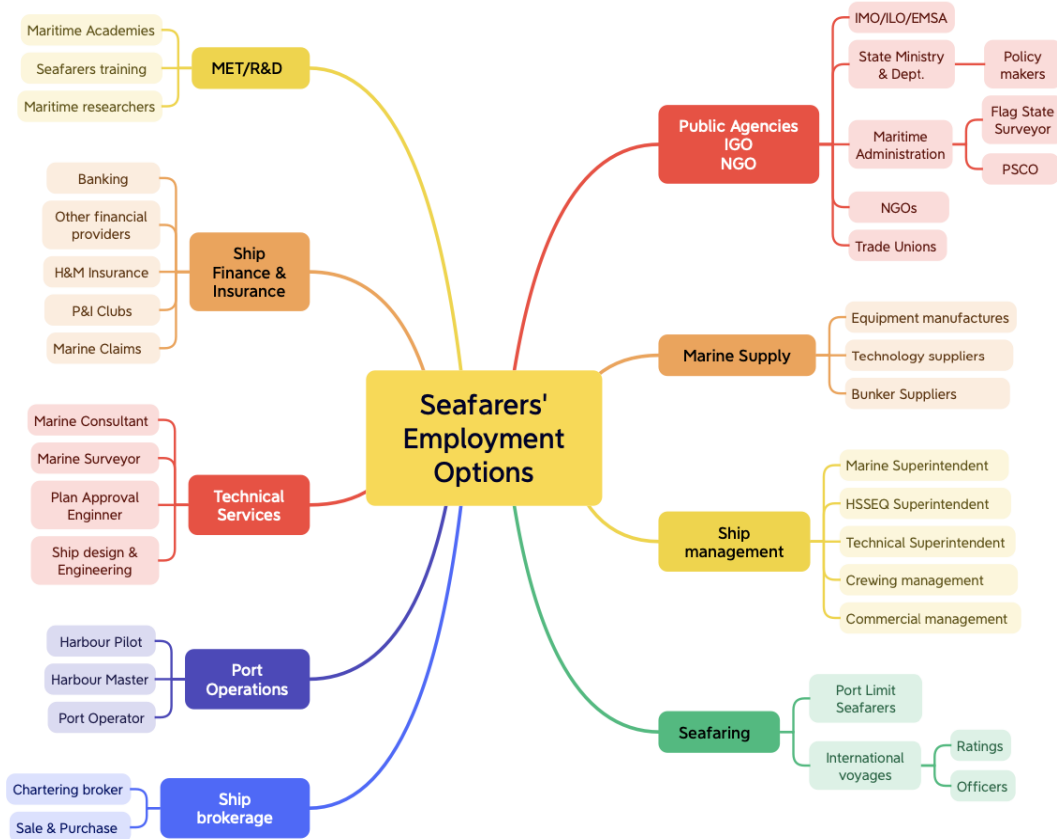 Seafarers'
Employment
Options
MET/R&D
Maritime Academies
Seafarers training
Maritime researchers
Ship
Finance &
Insurance
Banking
Other financial
providers
H&M Insurance
P&I Clubs
Marine Claims
Technical
Services
Marine Consultant
Marine Surveyor
Plan Approval
Enginner
Ship design &
Engineering
Port
Operations
Harbour Pilot
Harbour Master
Port Operator
Ship
brokerage
Chartering broker
Sale & Purchase
Public Agencies
IGO
NGO
IMO/ILO/EMSA
State Ministry
& Dept.
Policy
makers
Maritime
Administration
Flag State
Surveyor
PSCO
NGOs
Trade Unions
Marine Supply
Equipment manufactures
Technology suppliers
Bunker Suppliers
Ship
management
Marine Superintendent
HSSEQ Superintendent
Technical Superintendent
Crewing management
Commercial management
Seafaring
Port Limit
Seafarers
International
voyages
Ratings
Officers